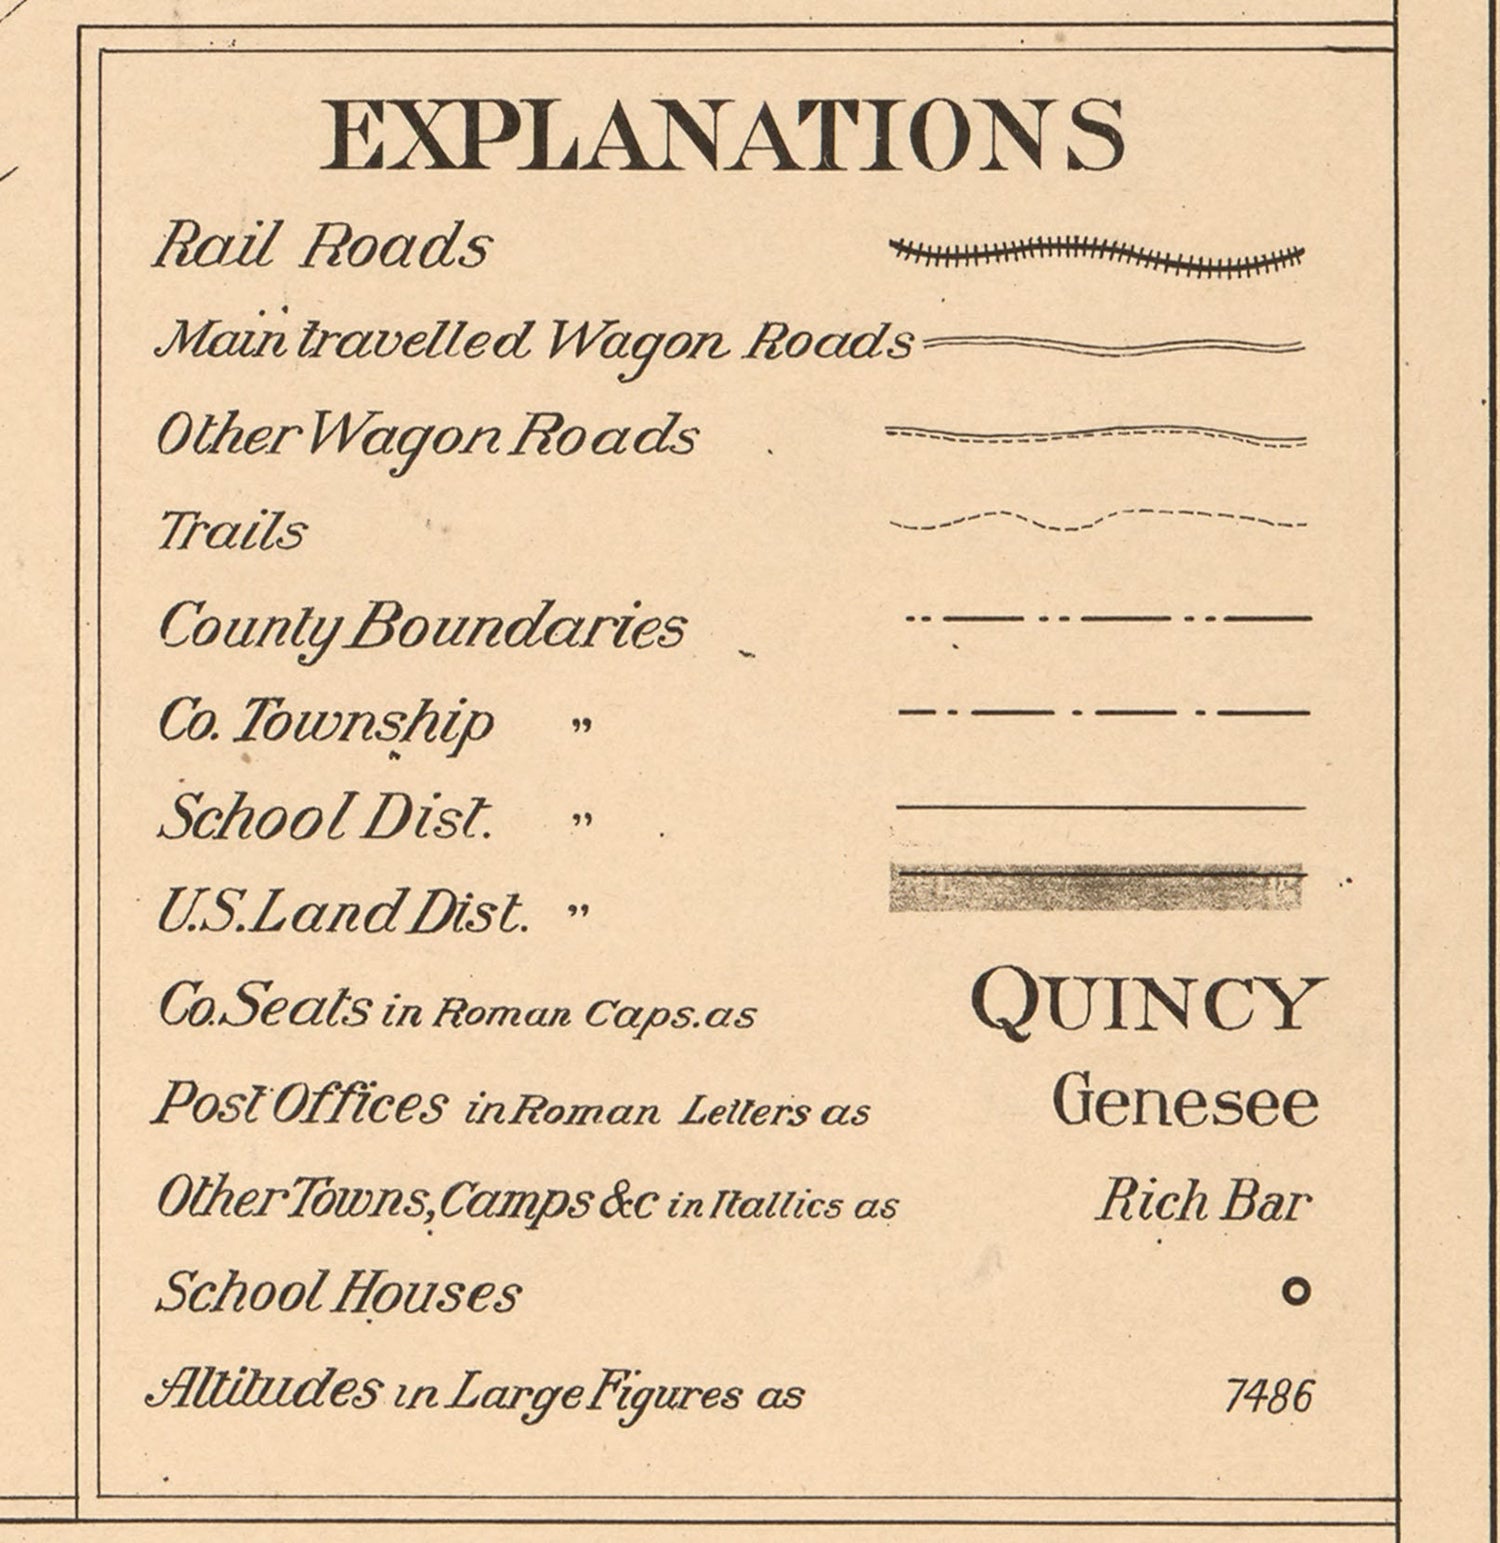 EXPLANATIONS
Rail Roads
Main travelled Wagon Roads
Other Wagon Roads
Trails
County Boundaries
Co. Township "
School Dist. "
U.S. Land Dist. "
Co. Seats in Roman Caps. as QUINCY
Post Offices in Roman Letters as Genesee
Other Towns, Camps &c in Itallics as Rich Bar
School Houses
Altitudes in Large Figures as 7486